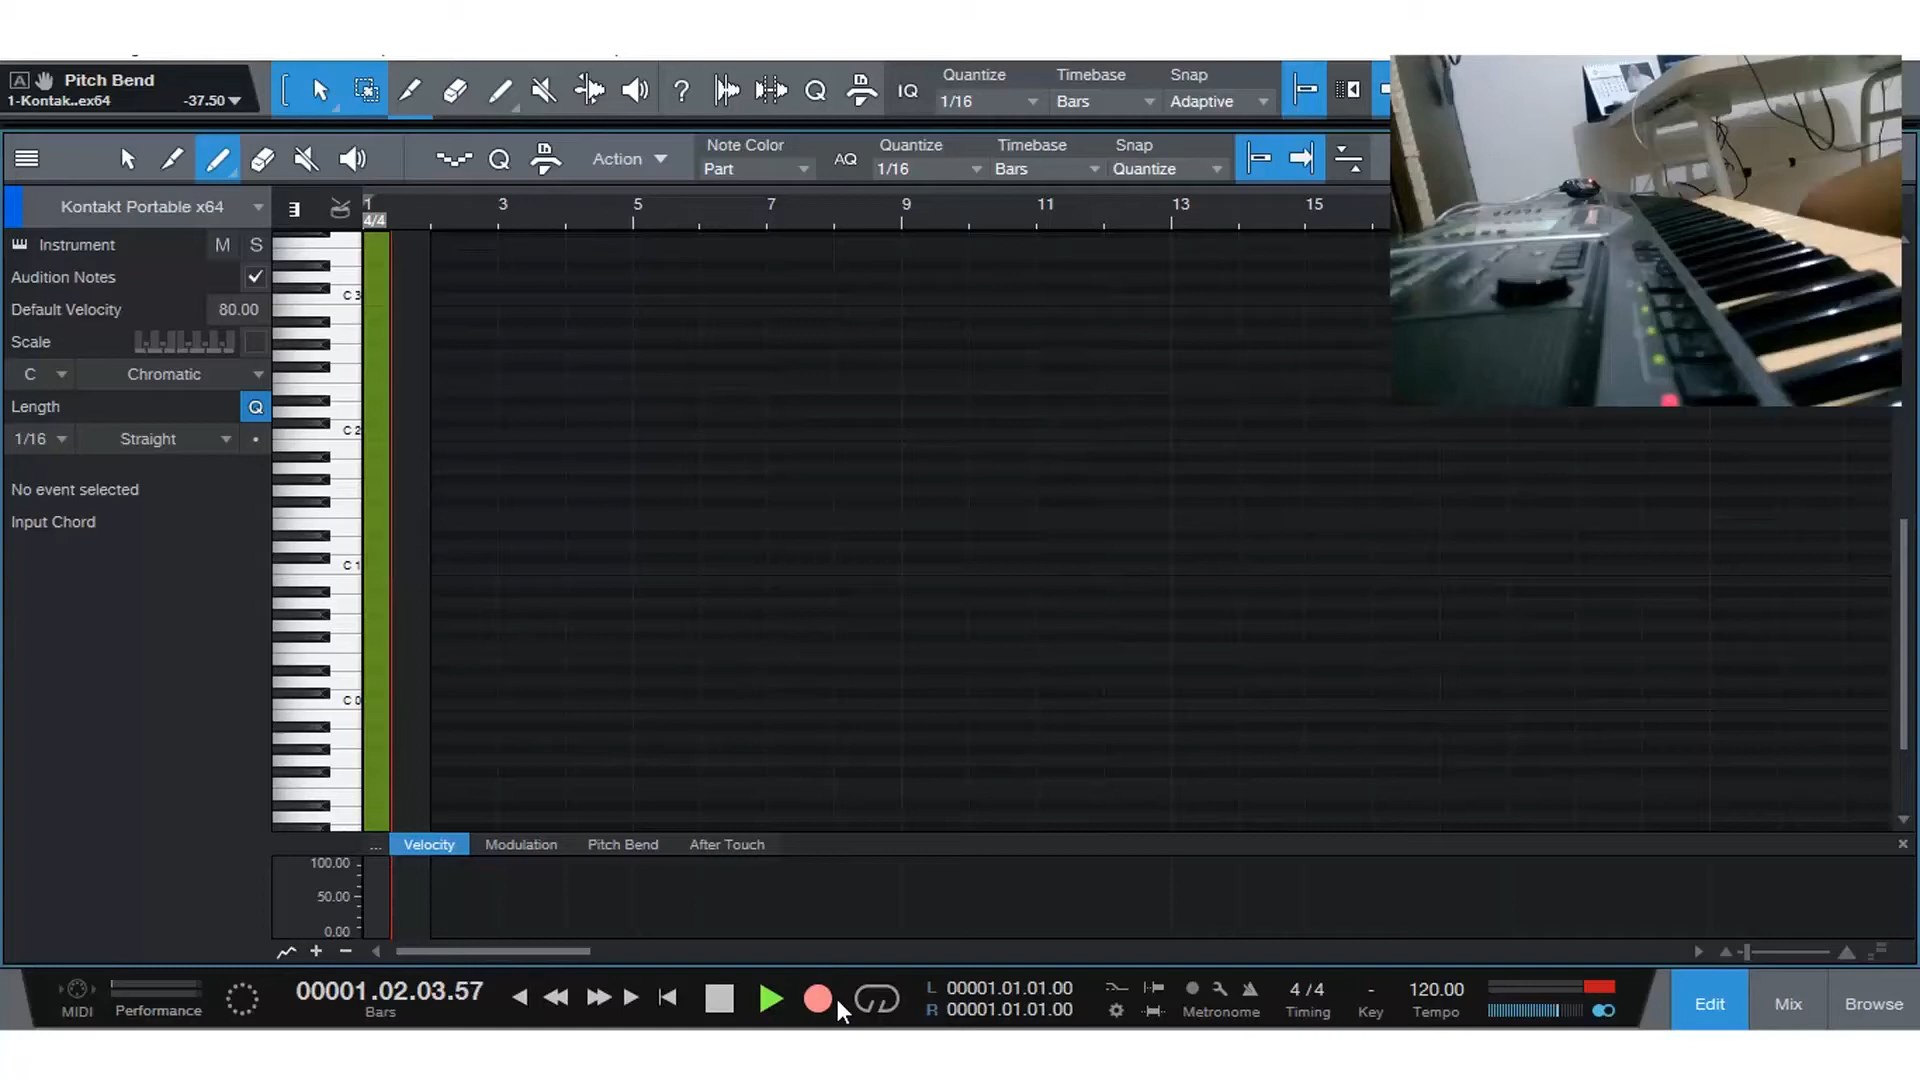 A Pitch Bend
1-Kontak..ex64 -37.50
? Q IQ
Quantize Timebase Snap
1/16 Bars Adaptive
Action
Note Color
Part
AQ
Quantize Timebase Snap
1/16 Bars Quantize
Kontakt Portable x64
1 3 5 7 9 11 13 15
4/4
Instrument M S
Audition Notes
Default Velocity 80.00
Scale
C Chromatic
Length Q
1/16 Straight
No event selected
Input Chord
C 3
C 2
C 1
C 0
... Velocity Modulation Pitch Bend After Touch
100.00
50.00
0.00
MIDI
Performance
00001.02.03.57
Bars
L 00001.01.01.00
R 00001.01.01.00
Metronome
4 / 4
Timing
-
Key
120.00
Tempo
Edit Mix Browse